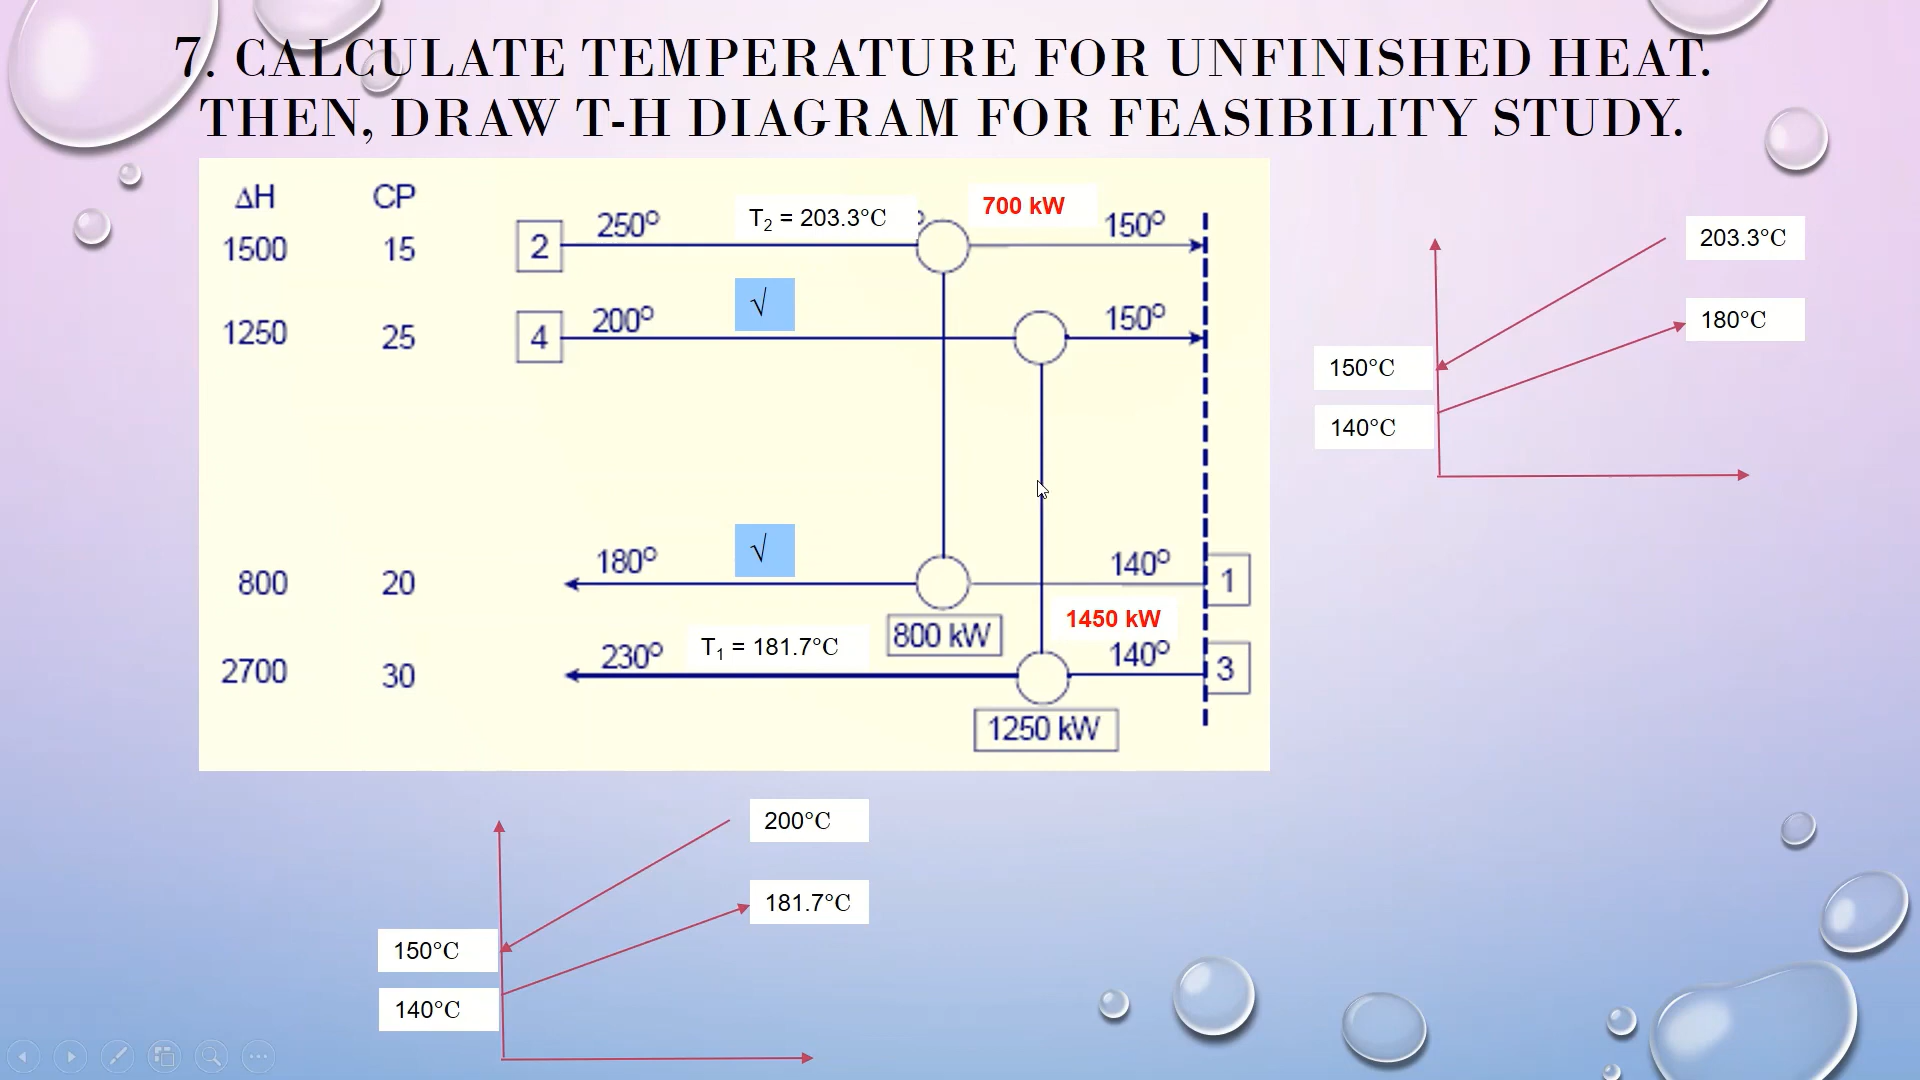 7. CALCULATE TEMPERATURE FOR UNFINISHED HEAT.
THEN, DRAW T-H DIAGRAM FOR FEASIBILITY STUDY.
ΔH CP
1500 15 2 250° T₂ = 203.3°C 700 kW 150°
√
1250 25 4 200° 150°
√
800 20 180° 140° 1
800 kW 1450 kW
2700 30 230° T₁ = 181.7°C 140° 3
1250 kW
203.3°C
180°C
150°C
140°C
200°C
181.7°C
150°C
140°C